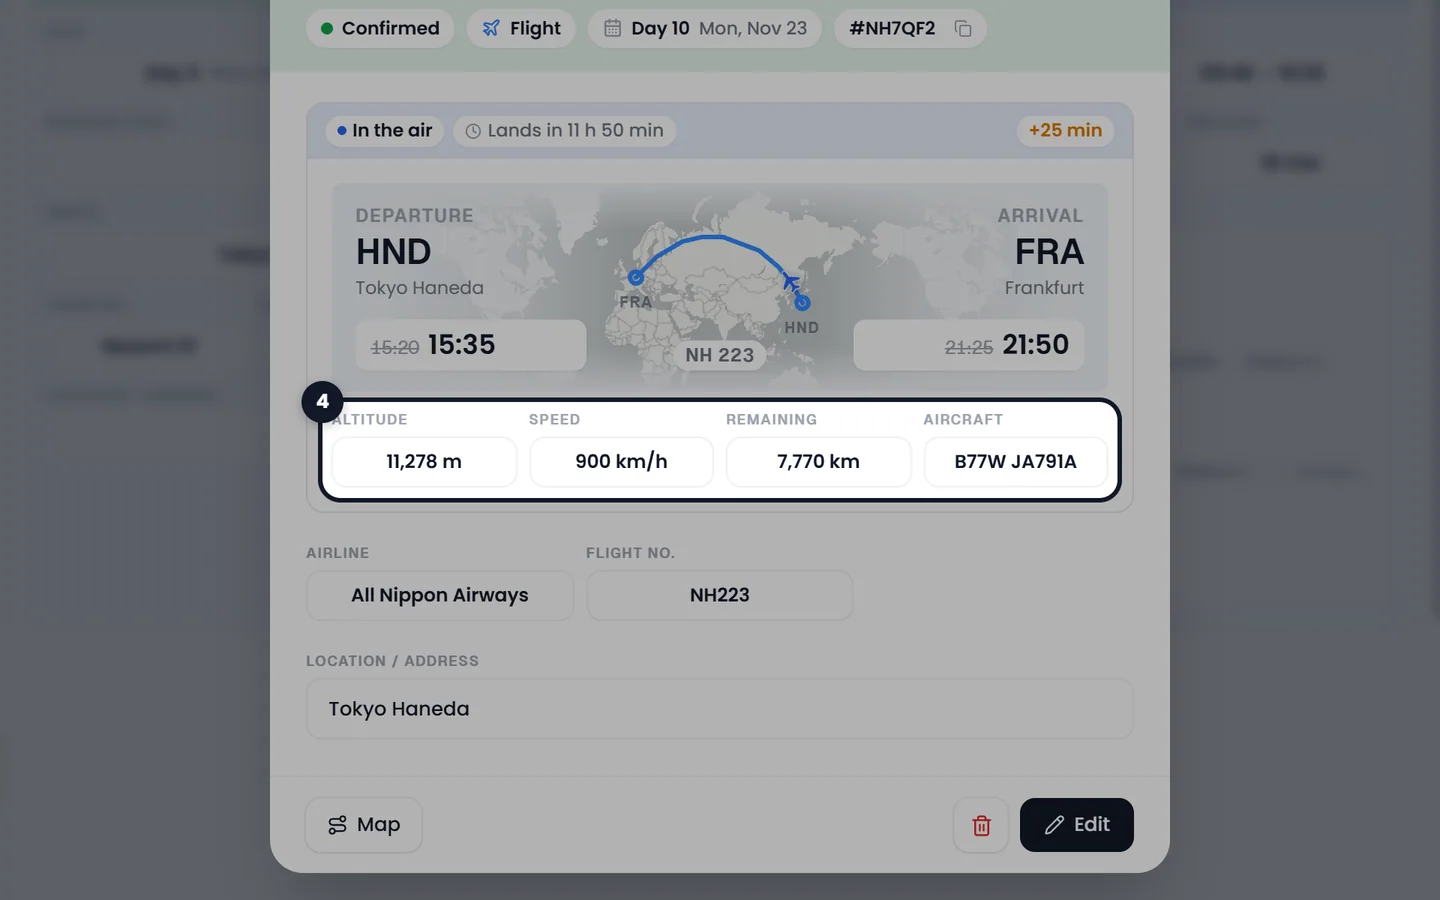 Confirmed
Flight
Day 10 Mon, Nov 23
#NH7QF2
In the air
Lands in 11 h 50 min
+25 min
DEPARTURE
HND
Tokyo Haneda
15:20 15:35
ARRIVAL
FRA
Frankfurt
21:25 21:50
FRA
HND
NH 223
4
ALTITUDE
11,278 m
SPEED
900 km/h
REMAINING
7,770 km
AIRCRAFT
B77W JA791A
AIRLINE
All Nippon Airways
FLIGHT NO.
NH223
LOCATION / ADDRESS
Tokyo Haneda
Map
Edit